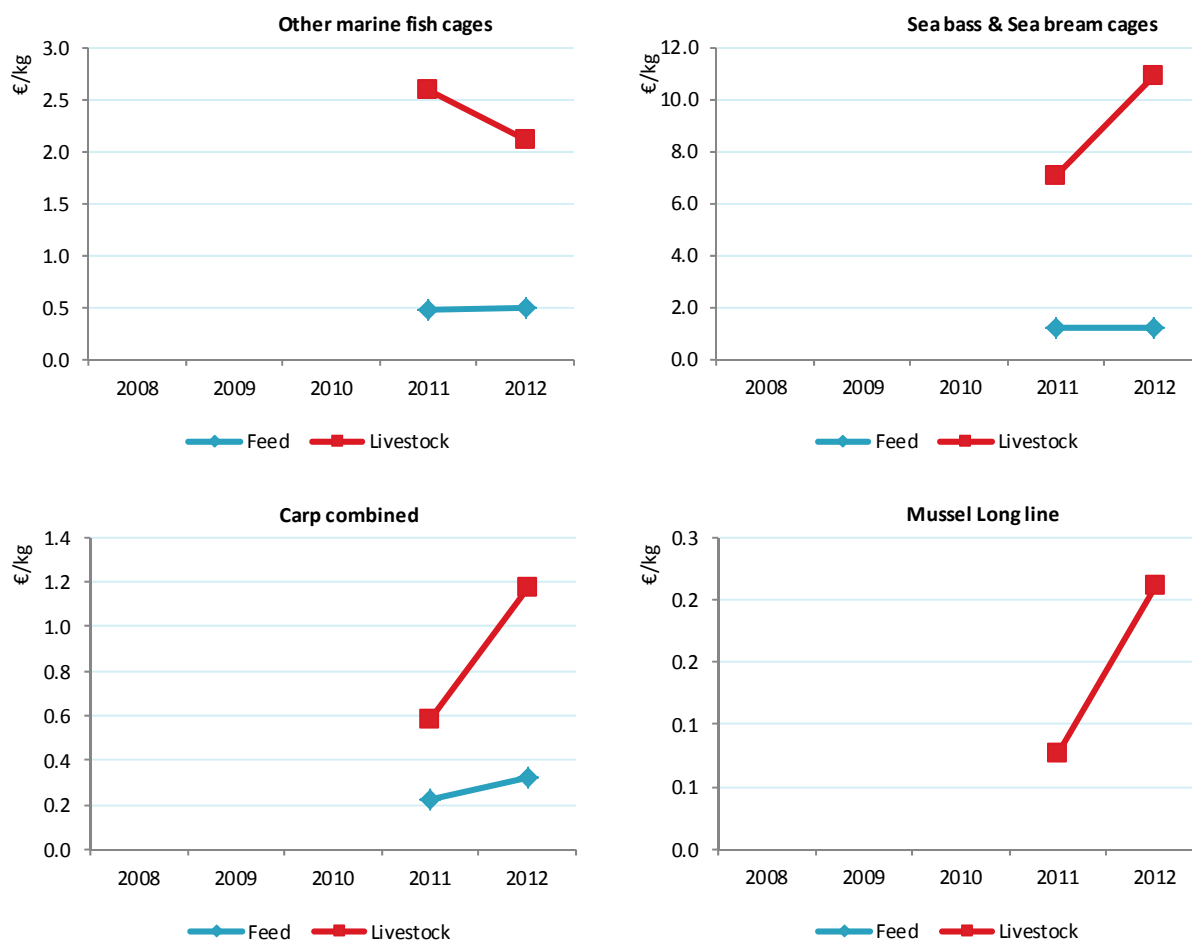 Other marine fish cages
€/kg
3.0
2.5
2.0
1.5
1.0
0.5
0.0
2008 2009 2010 2011 2012
Feed Livestock
Sea bass & Sea bream cages
€/kg
12.0
10.0
8.0
6.0
4.0
2.0
0.0
2008 2009 2010 2011 2012
Feed Livestock
Carp combined
€/kg
1.4
1.2
1.0
0.8
0.6
0.4
0.2
0.0
2008 2009 2010 2011 2012
Feed Livestock
Mussel Long line
€/kg
0.3
0.2
0.2
0.1
0.1
0.0
2008 2009 2010 2011 2012
Feed Livestock